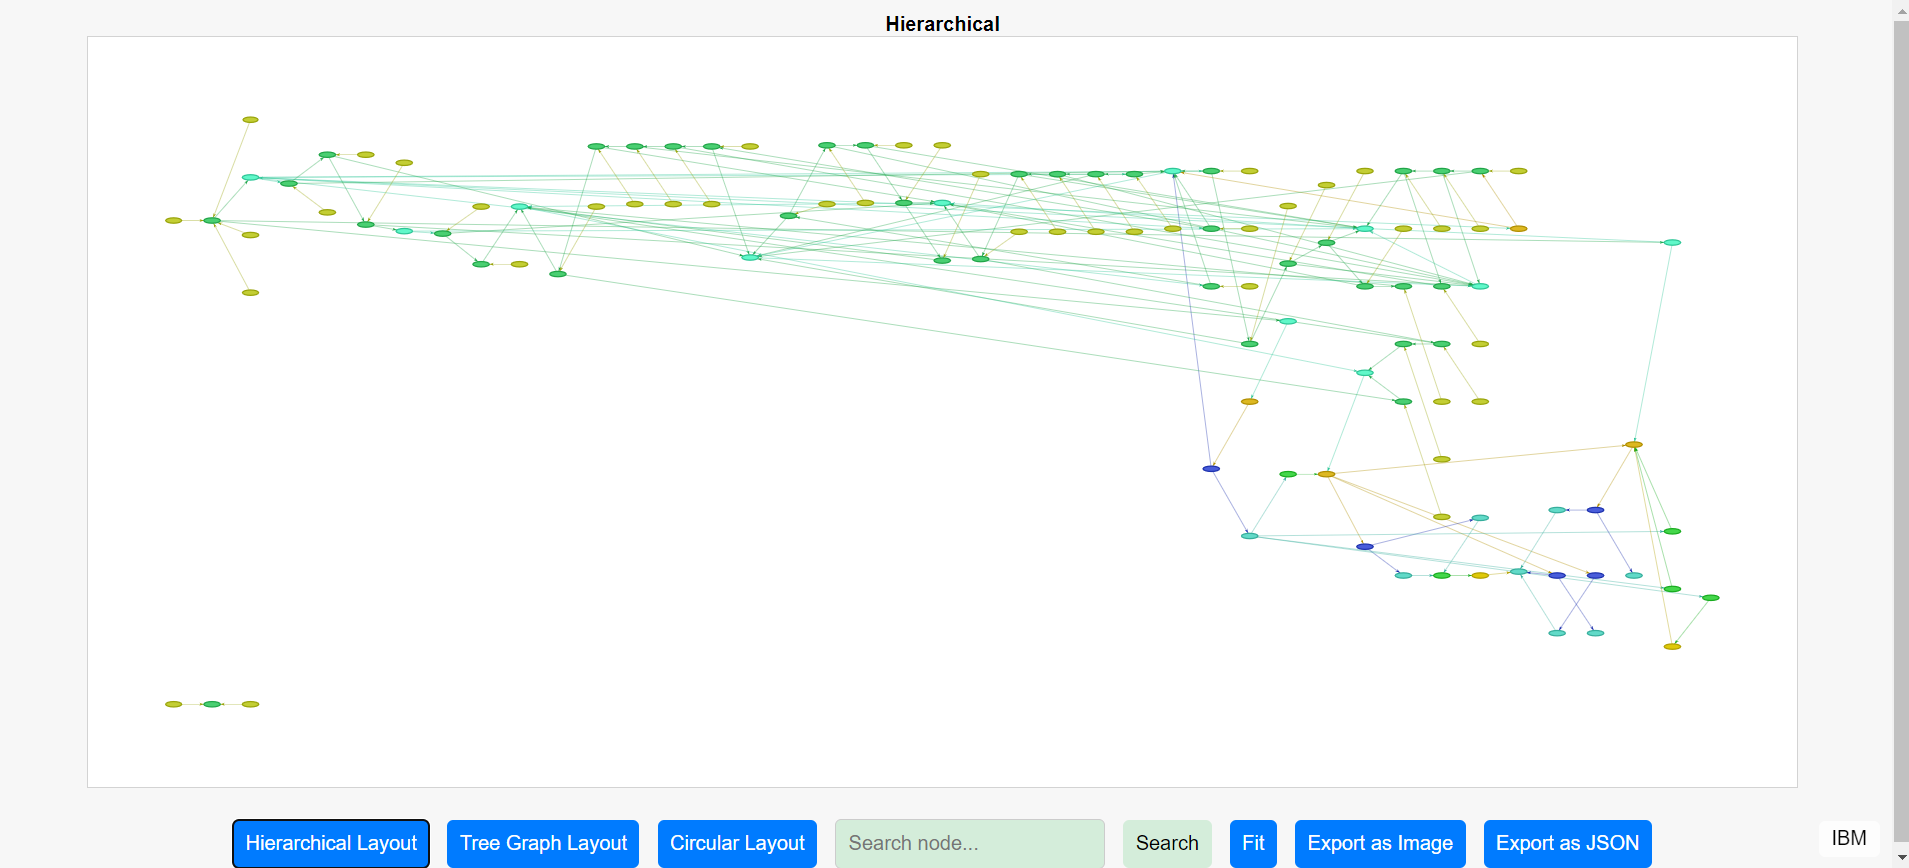 Hierarchical
Hierarchical Layout
Tree Graph Layout
Circular Layout
Search node...
Search
Fit
Export as Image
Export as JSON
IBM